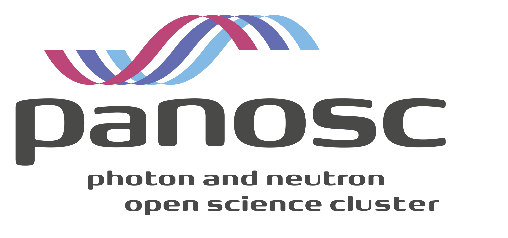 panosc
photon and neutron
open science cluster